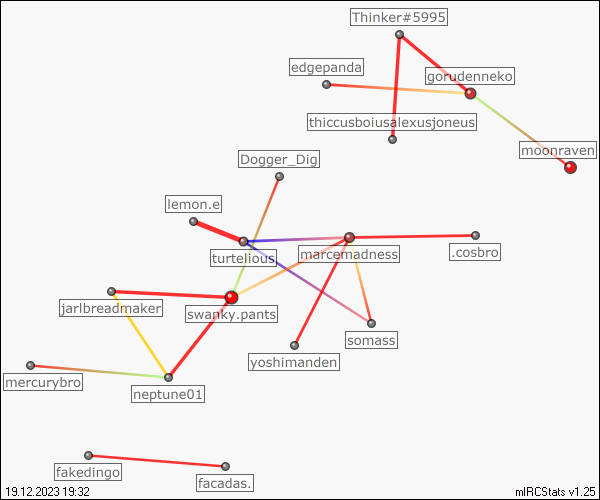 Thinker#5995
edgepanda
gorudenneko
thiccusboiusalexusjoneus
moonraven
Dogger_Dig
lemon.e
turtelious
marcemadness
.cosbro
jarlbreadmaker
swanky.pants
somass
yoshimanden
mercurybro
neptune01
fakedingo
facadas.
19.12.2023 19:32
mIRCStats v1.25